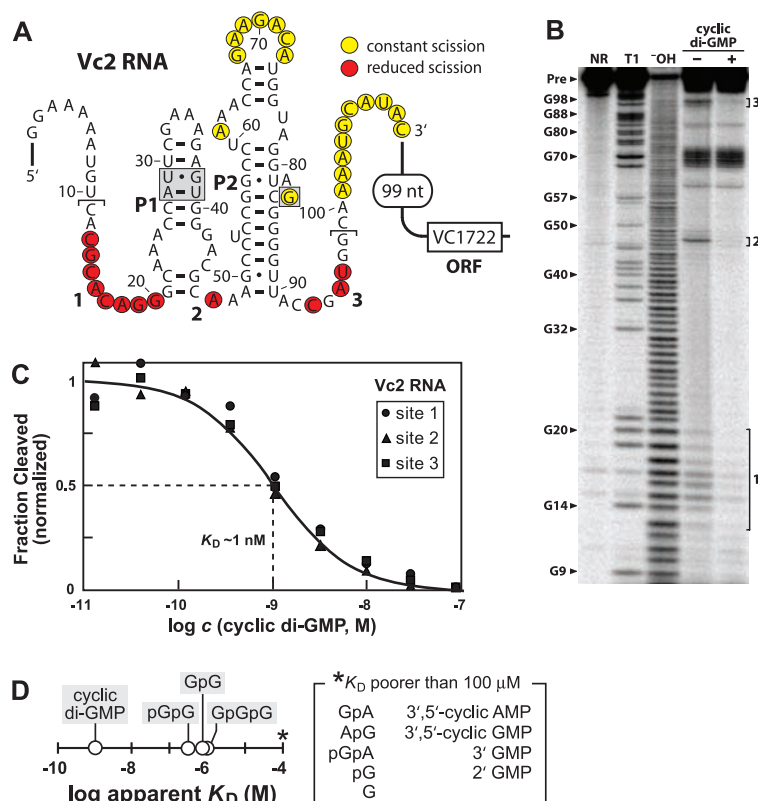 A
Vc2 RNA
constant scission
reduced scission
G A A G A C A
70
G G A A A A U G U C A
5′
10
C G C A C A G G
1
20
30
P1
40
2
50
60
P2
80
90
100
3
3′
99 nt
VC1722
ORF
B
cyclic
di-GMP
NR T1 ⁻OH − +
Pre
G98
G88
G80
G70
G57
G50
G40
G32
G20
G14
G9
3
2
1
C
Fraction Cleaved
(normalized)
1
0.5
0
Vc2 RNA
site 1
site 2
site 3
K_D ~1 nM
-11 -10 -9 -8 -7
log c (cyclic di-GMP, M)
D
cyclic
di-GMP
pGpG
GpG
GpGpG
*
-10 -8 -6 -4
log apparent K_D (M)
*K_D poorer than 100 µM
GpA 3′,5′-cyclic AMP
ApG 3′,5′-cyclic GMP
pGpA 3′ GMP
pG 2′ GMP
G